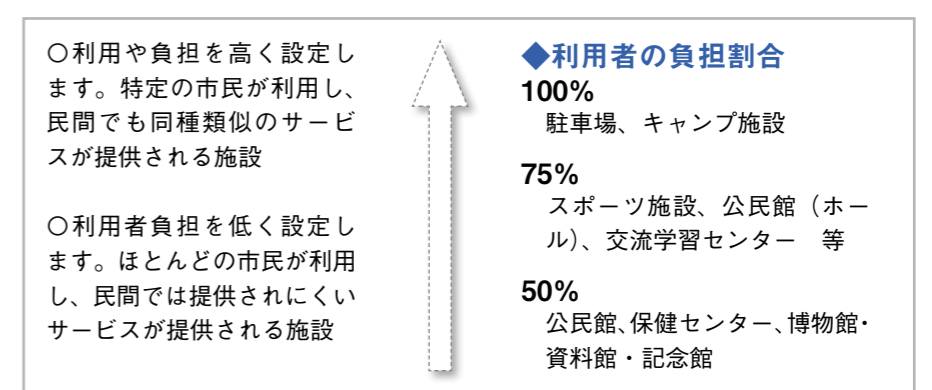 〇利用や負担を高く設定し
ます。特定の市民が利用し、
民間でも同種類似のサービ
スが提供される施設
〇利用者負担を低く設定し
ます。ほとんどの市民が利用
し、民間では提供されにくい
サービスが提供される施設
◆利用者の負担割合
100%
駐車場、キャンプ施設
75%
スポーツ施設、公民館（ホー
ル）、交流学習センター　等
50%
公民館、保健センター、博物館・
資料館・記念館